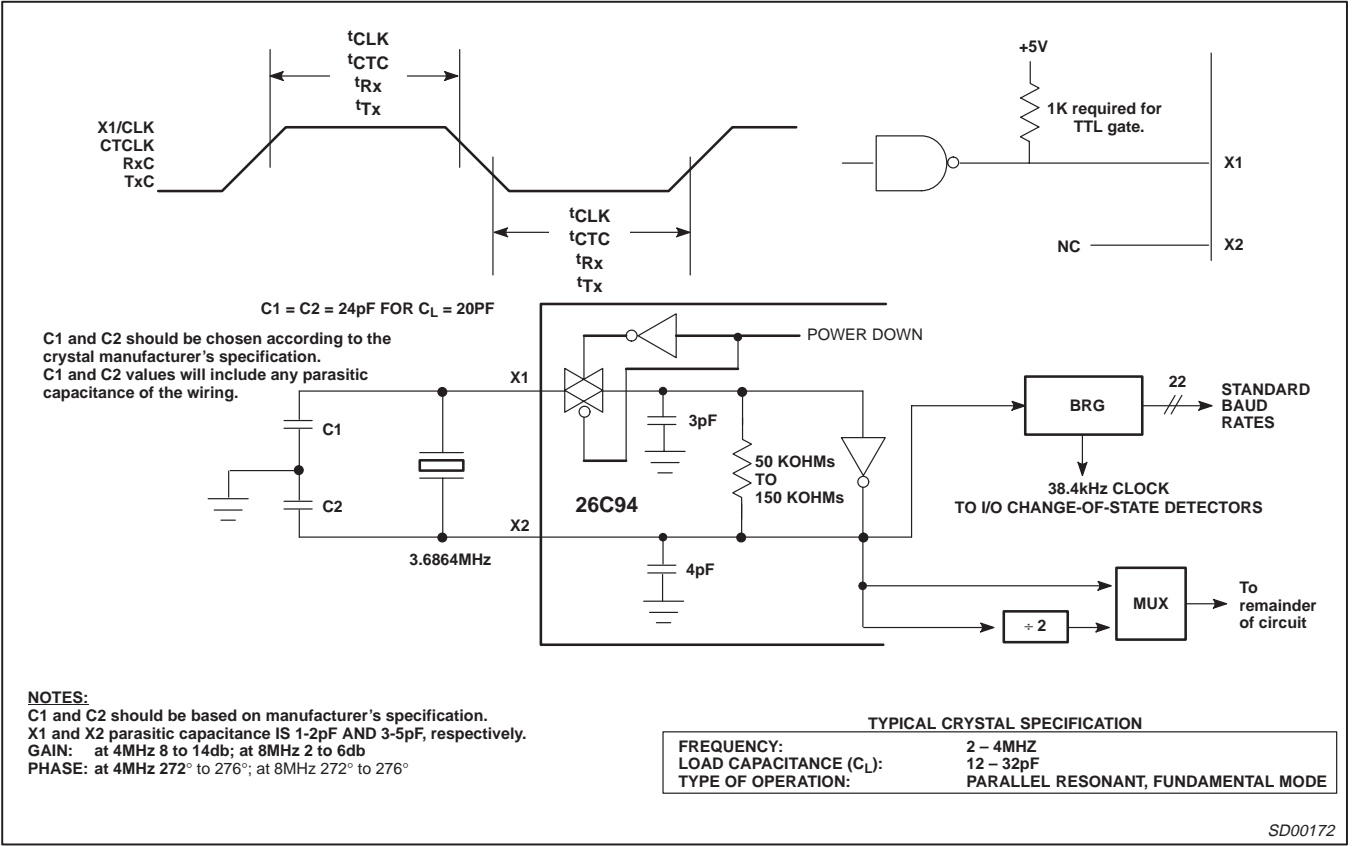 tCLK
tCTC
tRx
tTx
X1/CLK
CTCLK
RxC
TxC
tCLK
tCTC
tRx
tTx
+5V
1K required for
TTL gate.
X1
NC
X2
C1 = C2 = 24pF FOR CL = 20PF
C1 and C2 should be chosen according to the
crystal manufacturer's specification.
C1 and C2 values will include any parasitic
capacitance of the wiring.
POWER DOWN
X1
C1
C2
3.6864MHz
X2
3pF
50 KOHMs
TO
150 KOHMs
26C94
4pF
BRG
22
STANDARD
BAUD
RATES
38.4kHz CLOCK
TO I/O CHANGE-OF-STATE DETECTORS
÷ 2
MUX
To
remainder
of circuit
NOTES:
C1 and C2 should be based on manufacturer's specification.
X1 and X2 parasitic capacitance IS 1-2pF AND 3-5pF, respectively.
GAIN: at 4MHz 8 to 14db; at 8MHz 2 to 6db
PHASE: at 4MHz 272° to 276°; at 8MHz 272° to 276°
TYPICAL CRYSTAL SPECIFICATION
FREQUENCY: 2 – 4MHZ
LOAD CAPACITANCE (CL): 12 – 32pF
TYPE OF OPERATION: PARALLEL RESONANT, FUNDAMENTAL MODE
SD00172